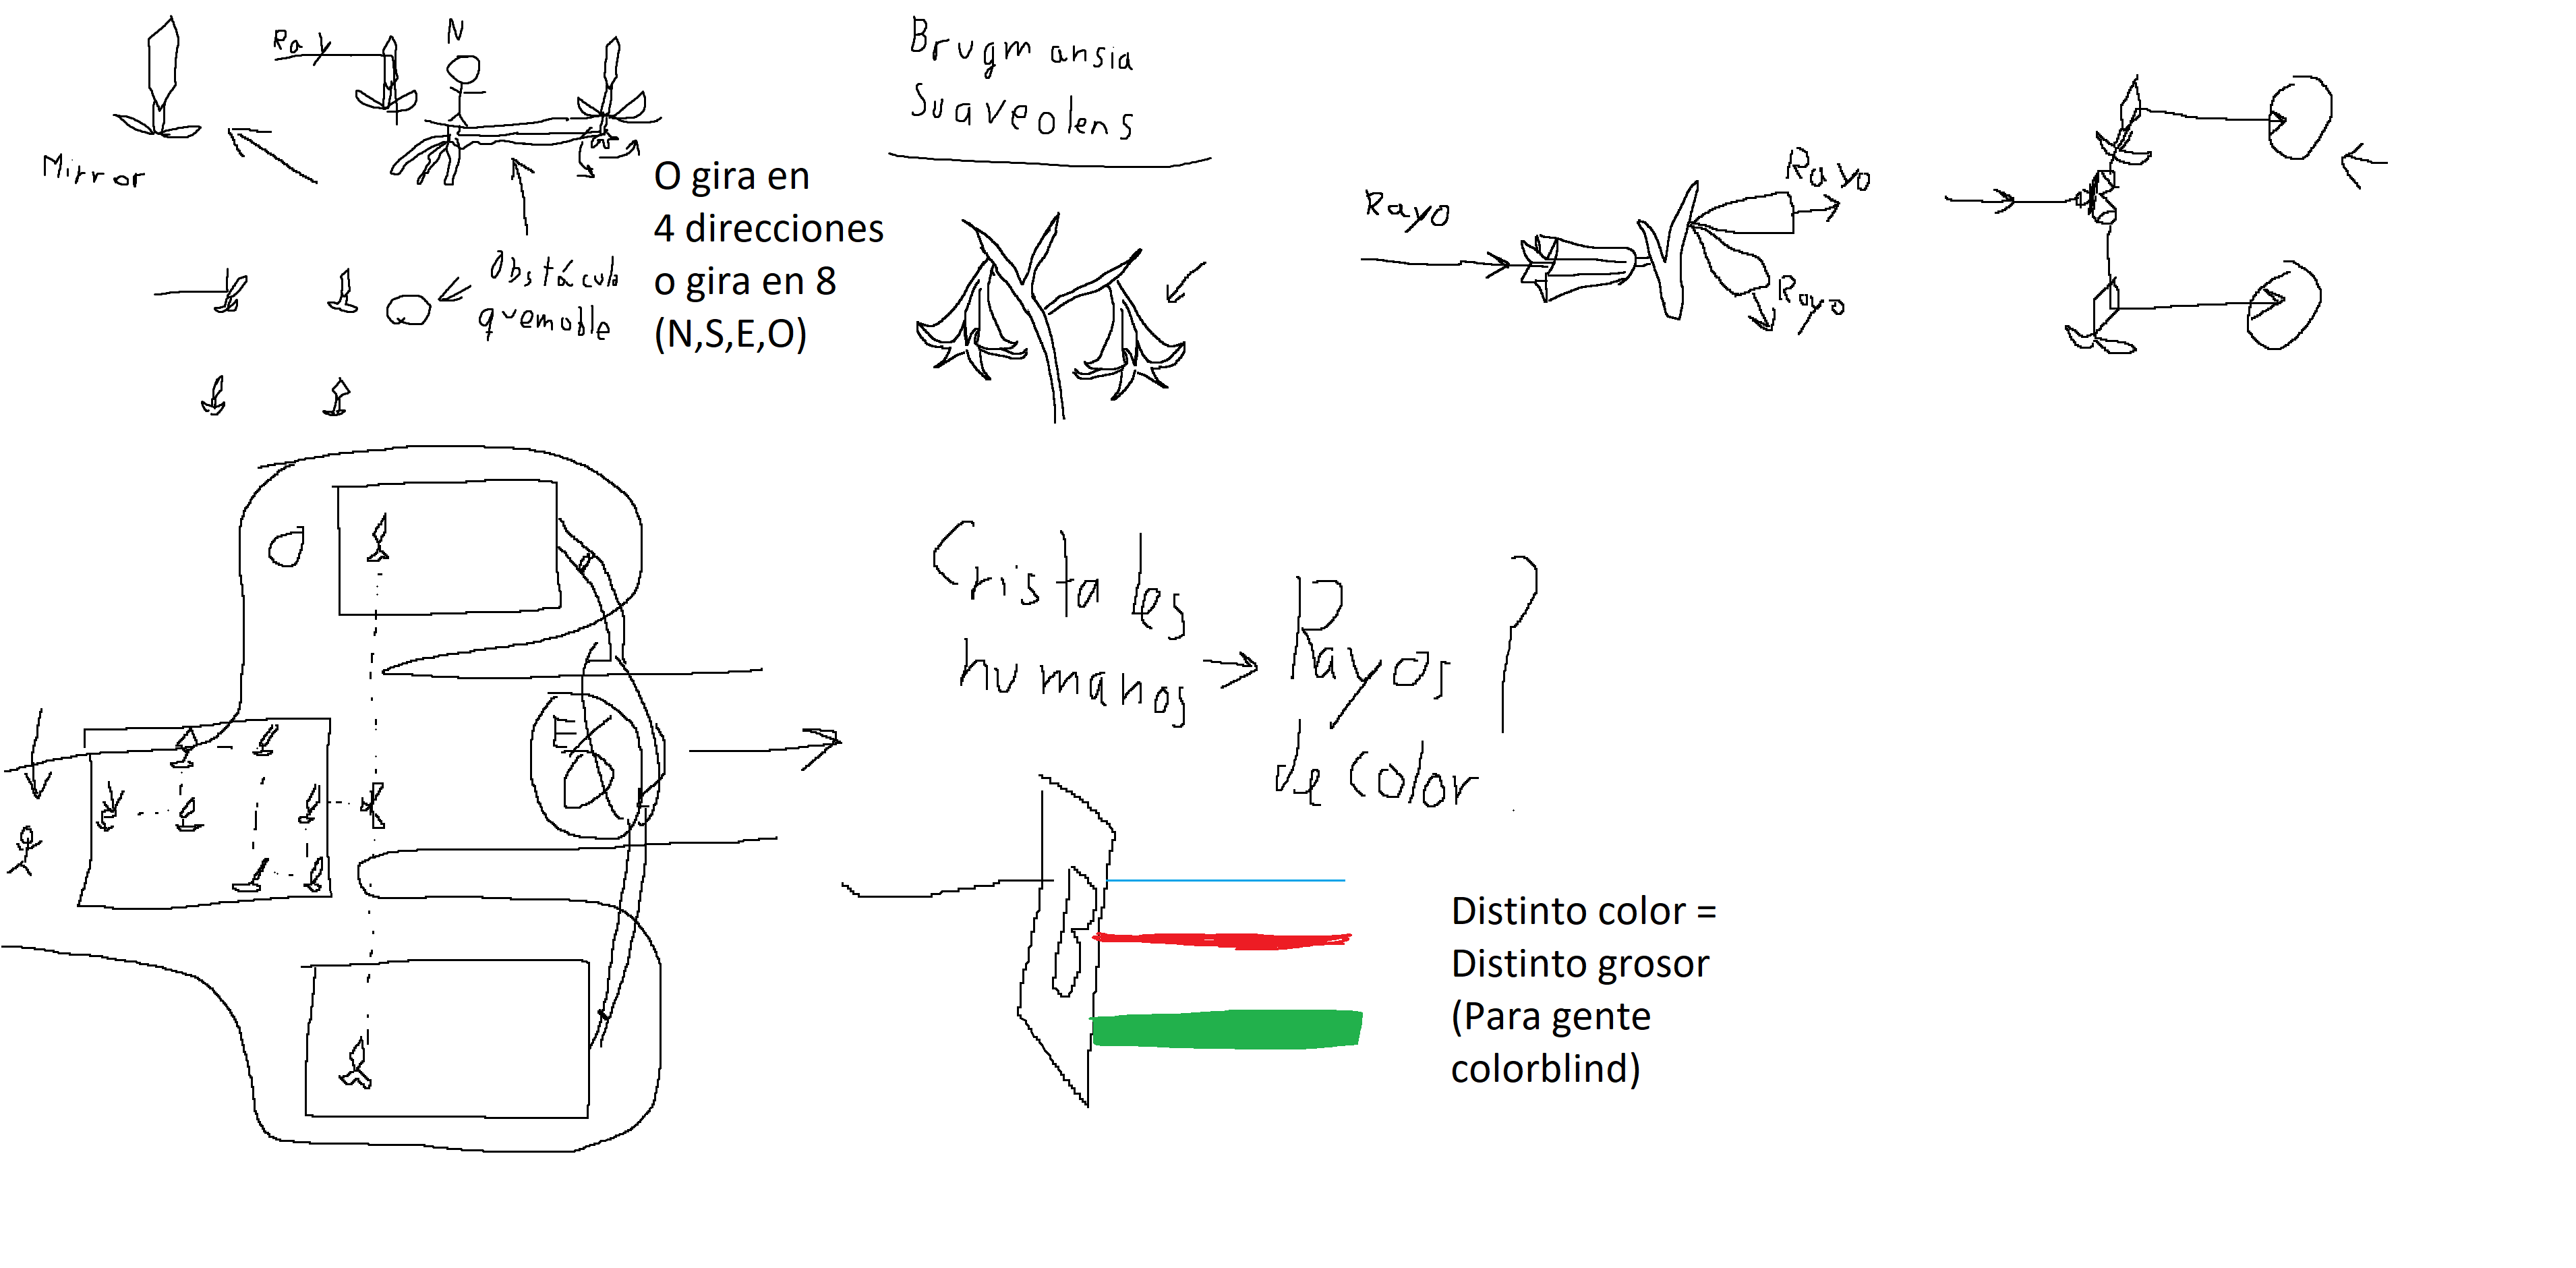 Ray
N
Mirror
O gira en
4 direcciones
o gira en 8
(N,S,E,O)
Obstáculo
quemable
Brugmansia
Suaveolens
Rayo
Rayo
Rayo
Cristales
humanos → Rayos ?
de color
Distinto color =
Distinto grosor
(Para gente
colorblind)